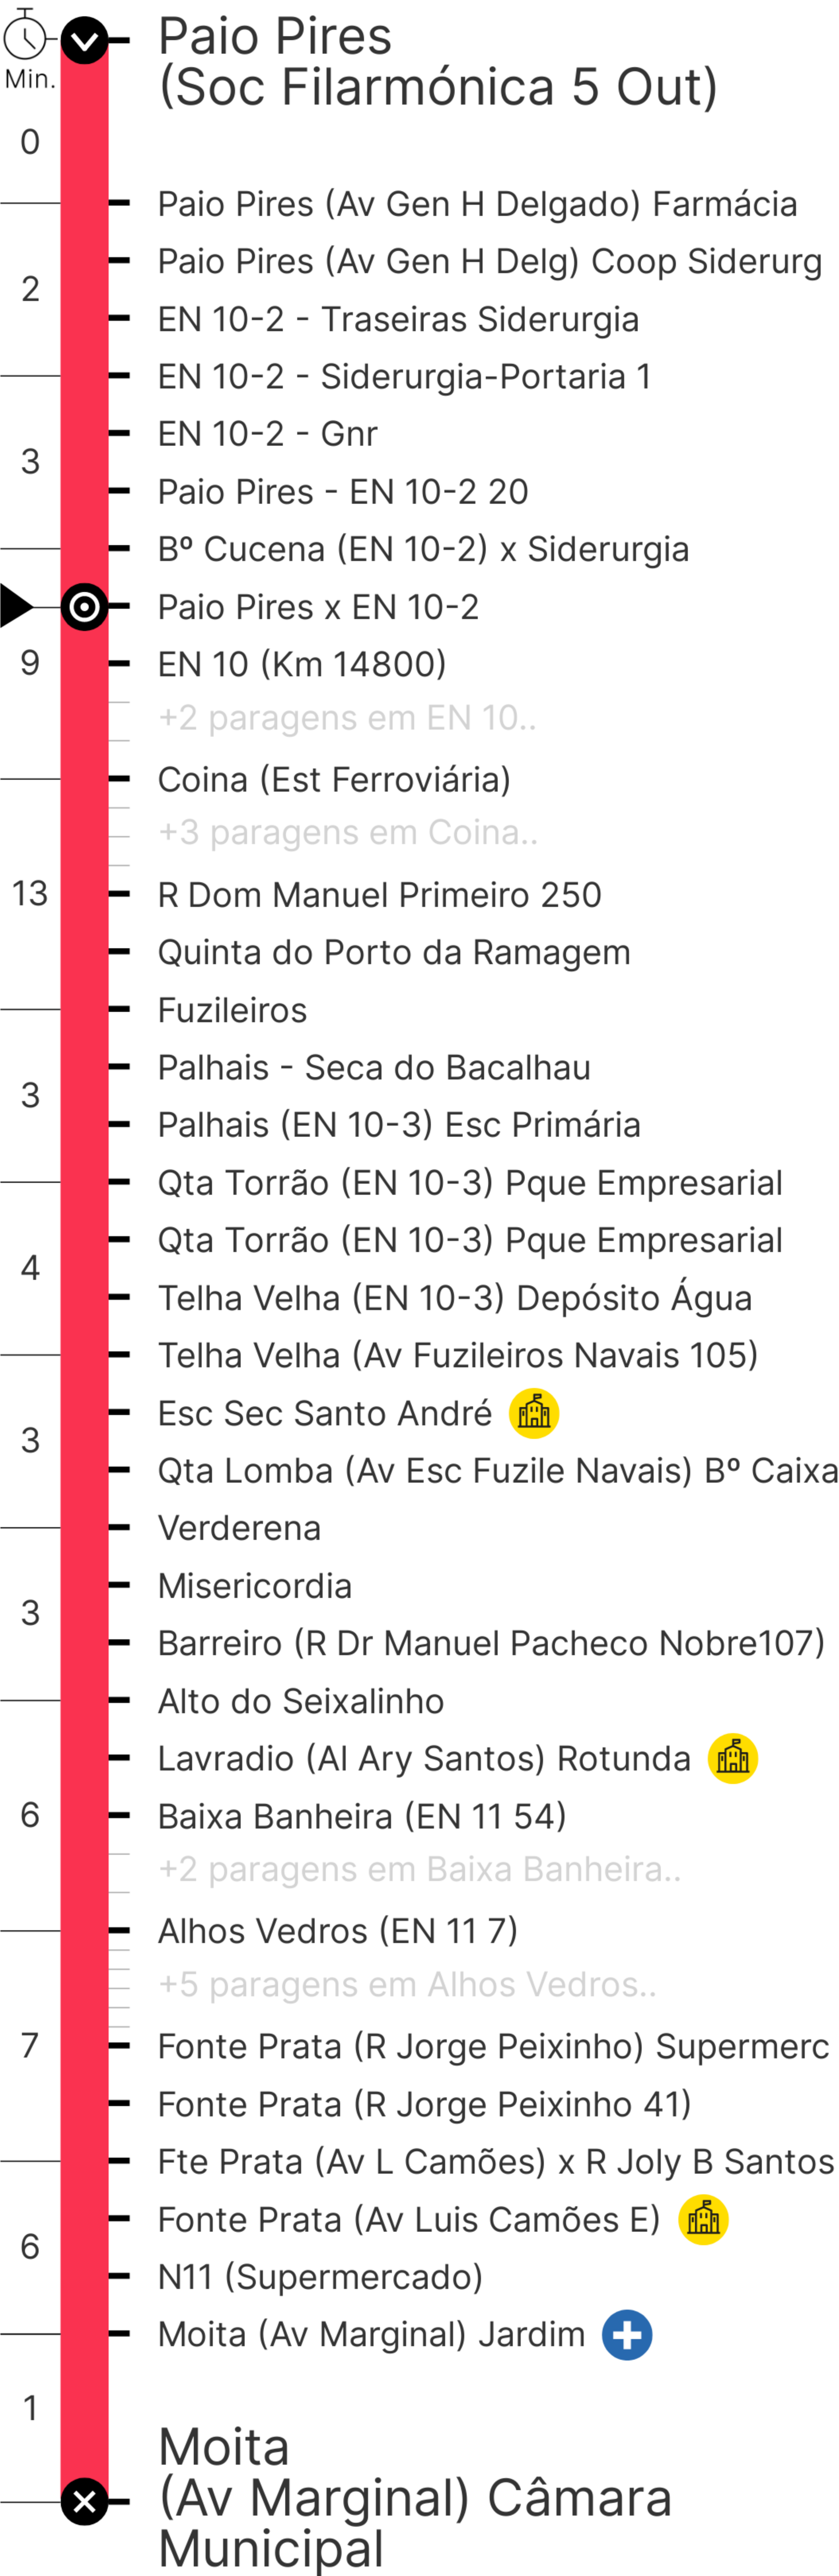 Paio Pires
(Soc Filarmónica 5 Out)
Min.
0
Paio Pires (Av Gen H Delgado) Farmácia
Paio Pires (Av Gen H Delg) Coop Siderurg
2
EN 10-2 - Traseiras Siderurgia
EN 10-2 - Siderurgia-Portaria 1
EN 10-2 - Gnr
3
Paio Pires - EN 10-2 20
Bº Cucena (EN 10-2) x Siderurgia
Paio Pires x EN 10-2
9
EN 10 (Km 14800)
+2 paragens em EN 10..
Coina (Est Ferroviária)
+3 paragens em Coina..
13
R Dom Manuel Primeiro 250
Quinta do Porto da Ramagem
Fuzileiros
Palhais - Seca do Bacalhau
3
Palhais (EN 10-3) Esc Primária
Qta Torrão (EN 10-3) Pque Empresarial
Qta Torrão (EN 10-3) Pque Empresarial
4
Telha Velha (EN 10-3) Depósito Água
Telha Velha (Av Fuzileiros Navais 105)
Esc Sec Santo André
3
Qta Lomba (Av Esc Fuzile Navais) Bº Caixa
Verderena
Misericordia
3
Barreiro (R Dr Manuel Pacheco Nobre107)
Alto do Seixalinho
Lavradio (Al Ary Santos) Rotunda
6
Baixa Banheira (EN 11 54)
+2 paragens em Baixa Banheira..
Alhos Vedros (EN 11 7)
+5 paragens em Alhos Vedros..
7
Fonte Prata (R Jorge Peixinho) Supermerc
Fonte Prata (R Jorge Peixinho 41)
Fte Prata (Av L Camões) x R Joly B Santos
Fonte Prata (Av Luis Camões E)
6
N11 (Supermercado)
Moita (Av Marginal) Jardim
1
Moita
(Av Marginal) Câmara
Municipal